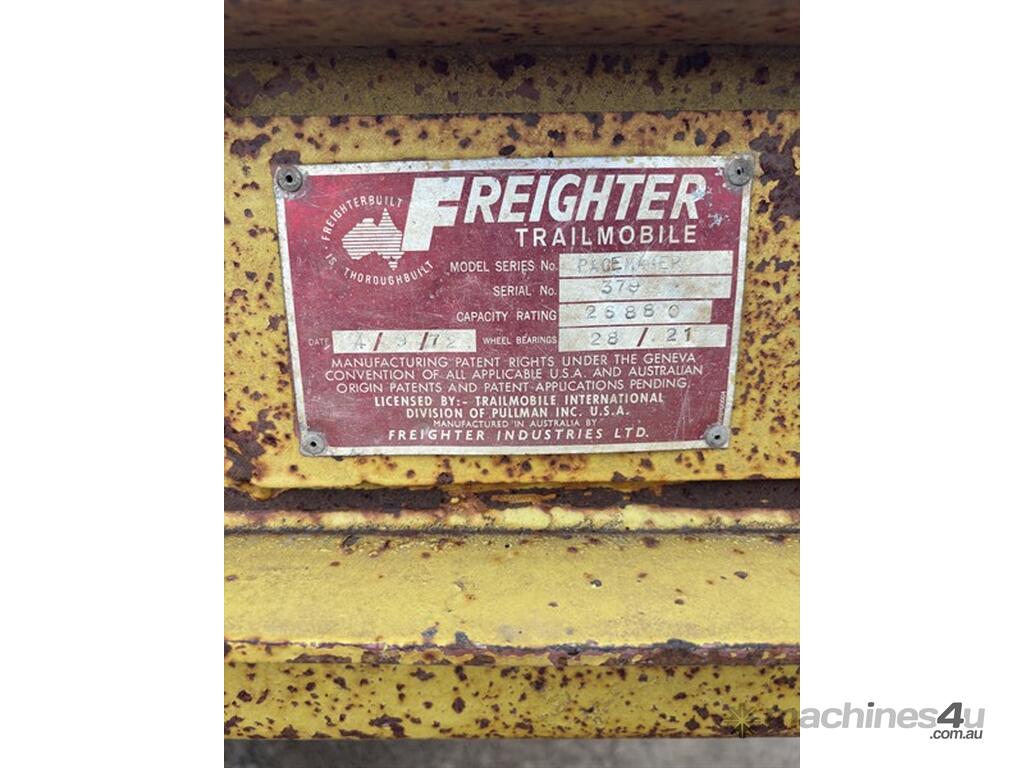 FREIGHTERBUILT
IS THOROUGHBUILT
FREIGHTER
TRAILMOBILE
MODEL SERIES No. PACEMAKER
SERIAL No. 379
CAPACITY RATING 26880
DATE 4/9/72 WHEEL BEARINGS 28/21
MANUFACTURING PATENT RIGHTS UNDER THE GENEVA
CONVENTION OF ALL APPLICABLE U.S.A. AND AUSTRALIAN
ORIGIN PATENTS AND PATENT APPLICATIONS PENDING.
LICENSED BY:- TRAILMOBILE INTERNATIONAL
DIVISION OF PULLMAN INC. U.S.A.
MANUFACTURED IN AUSTRALIA BY
FREIGHTER INDUSTRIES LTD.
machines4u
.com.au